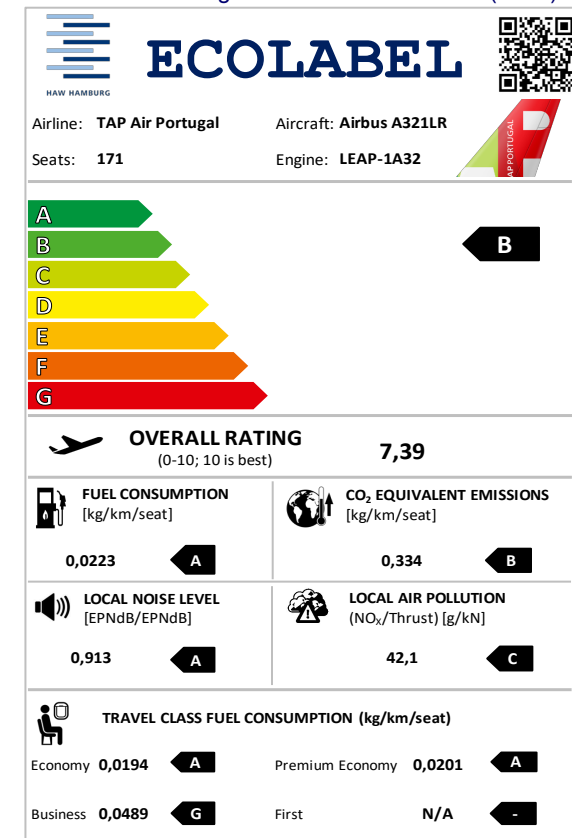 ECOLABEL
HAW HAMBURG
Airline: TAP Air Portugal Aircraft: Airbus A321LR
Seats: 171 Engine: LEAP-1A32
AP PORTUGAL
A
B B
C
D
E
F
G
OVERALL RATING
(0-10; 10 is best) 7,39
FUEL CONSUMPTION
[kg/km/seat]
0,0223 A
CO₂ EQUIVALENT EMISSIONS
[kg/km/seat]
0,334 B
LOCAL NOISE LEVEL
[EPNdB/EPNdB]
0,913 A
LOCAL AIR POLLUTION
(NOₓ/Thrust) [g/kN]
42,1 C
TRAVEL CLASS FUEL CONSUMPTION (kg/km/seat)
Economy 0,0194 A Premium Economy 0,0201 A
Business 0,0489 G First N/A -